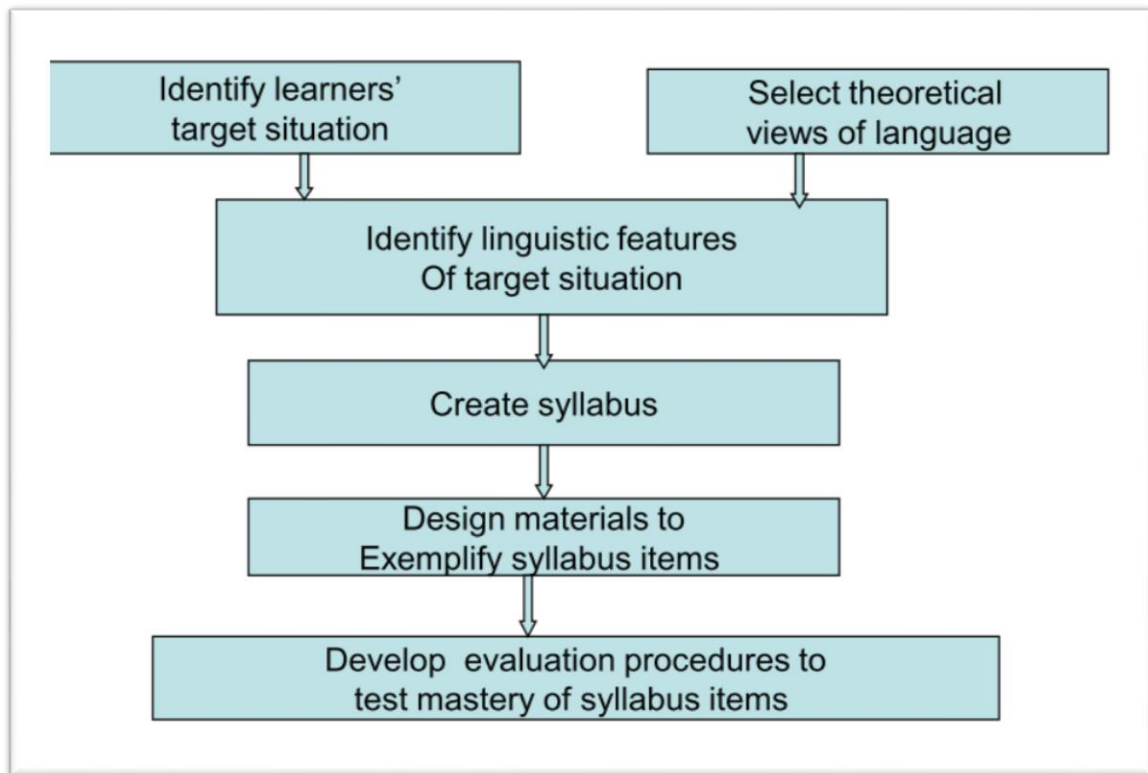 Identify learners'
target situation
Select theoretical
views of language
Identify linguistic features
Of target situation
Create syllabus
Design materials to
Exemplify syllabus items
Develop evaluation procedures to
test mastery of syllabus items